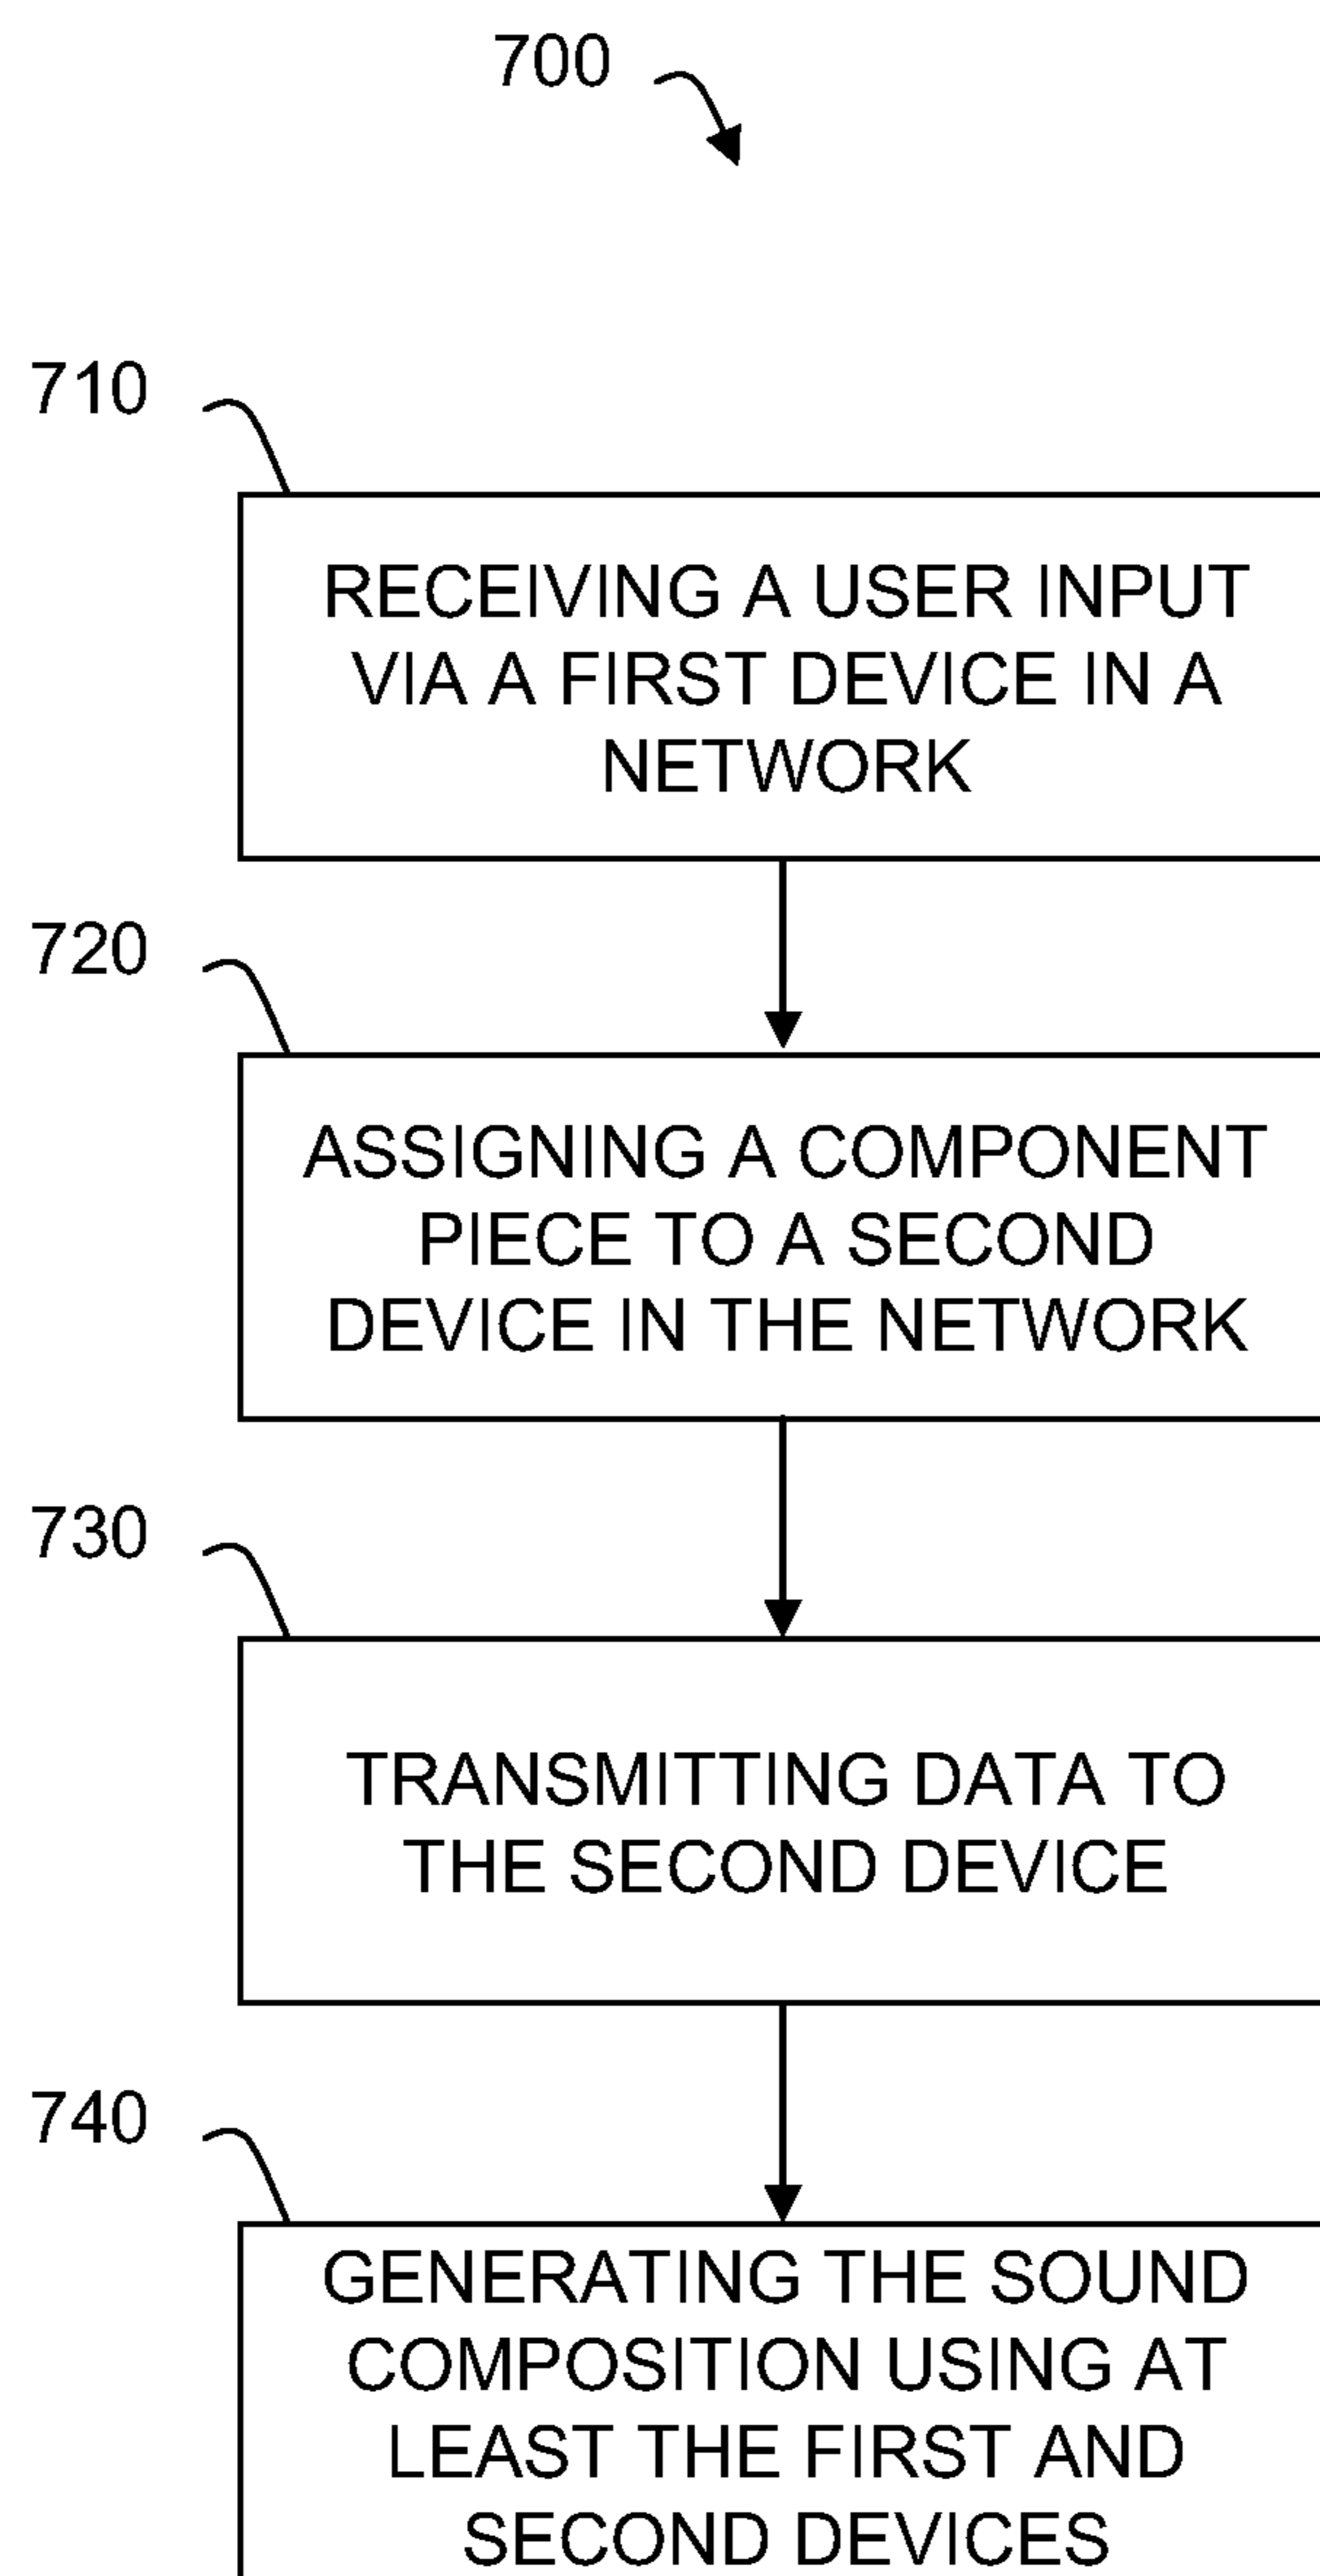 700
710
RECEIVING A USER INPUT
VIA A FIRST DEVICE IN A
NETWORK
720
ASSIGNING A COMPONENT
PIECE TO A SECOND
DEVICE IN THE NETWORK
730
TRANSMITTING DATA TO
THE SECOND DEVICE
740
GENERATING THE SOUND
COMPOSITION USING AT
LEAST THE FIRST AND
SECOND DEVICES